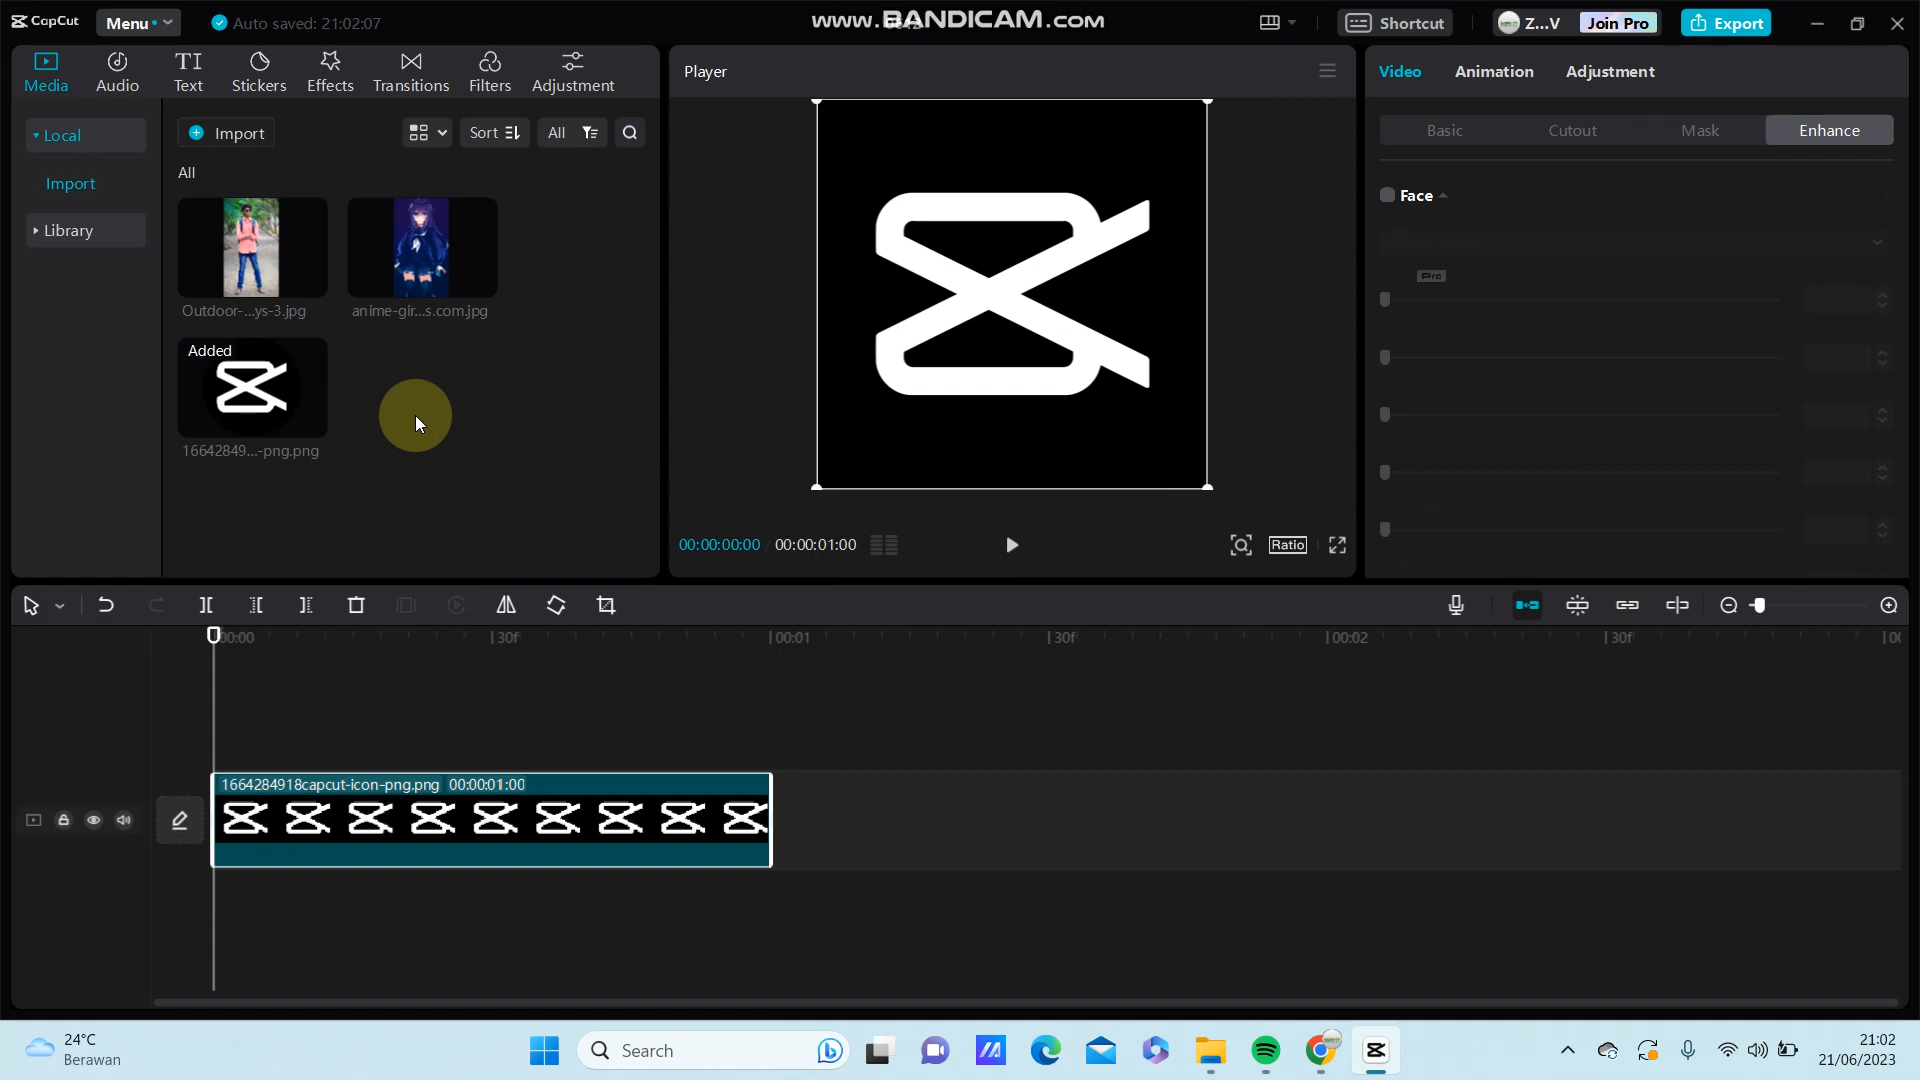 CapCut
Menu
Auto saved: 21:02:07
www.BANDICAM.com
Shortcut
Z...V
Join Pro
Export
Media
Audio
Text
Stickers
Effects
Transitions
Filters
Adjustment
Player
Video
Animation
Adjustment
Local
Import
Library
Import
Sort
All
All
Outdoor-...ys-3.jpg
anime-gir...s.com.jpg
Added
16642849...-png.png
Basic
Cutout
Mask
Enhance
Face
Pro
00:00:00:00
00:00:01:00
Ratio
00:00
30f
00:01
30f
00:02
30f
1664284918capcut-icon-png.png 00:00:01:00
24°C
Berawan
Search
21:02
21/06/2023